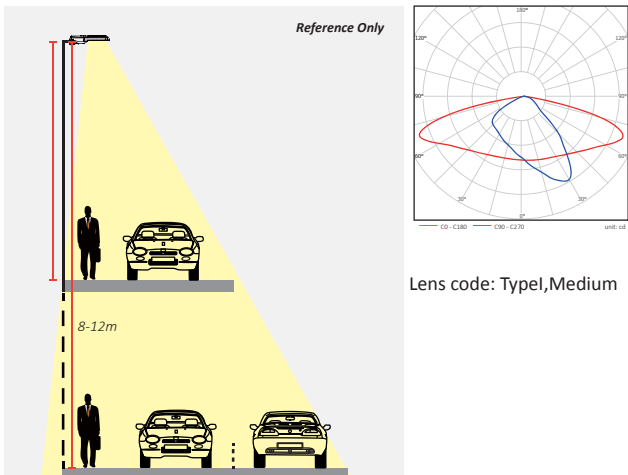 Reference Only
8-12m
180°
120° 120°
90° 90°
60° 60°
30° 30°
0°
C0 - C180 C90 - C270 unit: cd
Lens code: TypeI,Medium